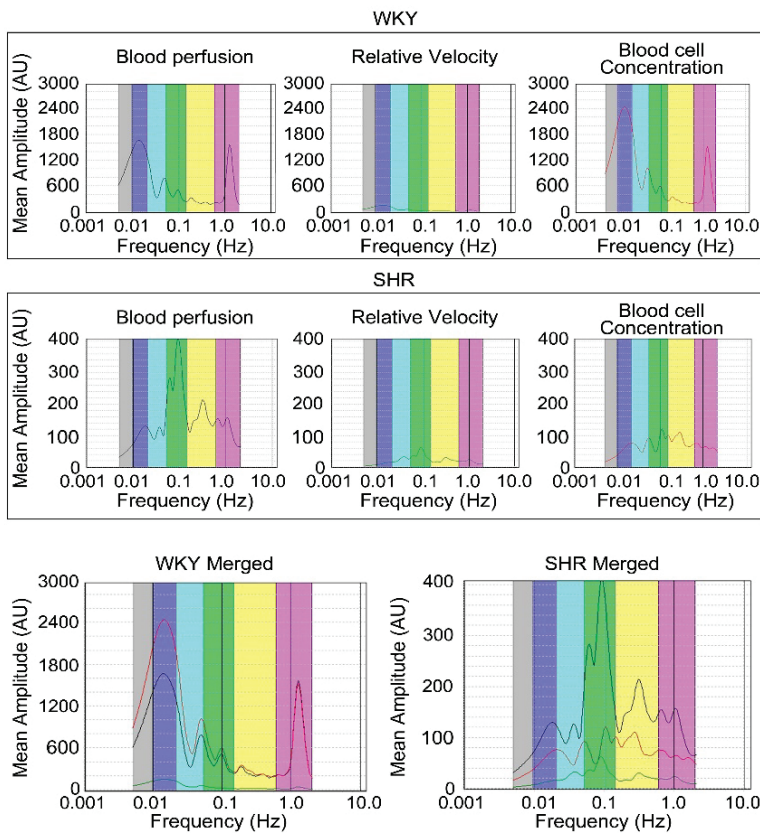 WKY
Blood perfusion
Relative Velocity
Blood cell
Concentration
Mean Amplitude (AU)
3000
2400
1800
1200
600
0
0.001 0.01 0.1 1.0 10.0
Frequency (Hz)
3000
2400
1800
1200
600
0
0.001 0.01 0.1 1.0 10.0
Frequency (Hz)
3000
2400
1800
1200
600
0
0.001 0.01 0.1 1.0 10.0
Frequency (Hz)
SHR
Blood perfusion
Relative Velocity
Blood cell
Concentration
Mean Amplitude (AU)
400
300
200
100
0
0.001 0.01 0.1 1.0 10.0
Frequency (Hz)
400
300
200
100
0
0.001 0.01 0.1 1.0 10.0
Frequency (Hz)
400
300
200
100
0
0.001 0.01 0.1 1.0 10.0
Frequency (Hz)
WKY Merged
Mean Amplitude (AU)
3000
2400
1800
1200
600
0
0.001 0.01 0.1 1.0 10.0
Frequency (Hz)
SHR Merged
Mean Amplitude (AU)
400
300
200
100
0
0.001 0.01 0.1 1.0 10.0
Frequency (Hz)